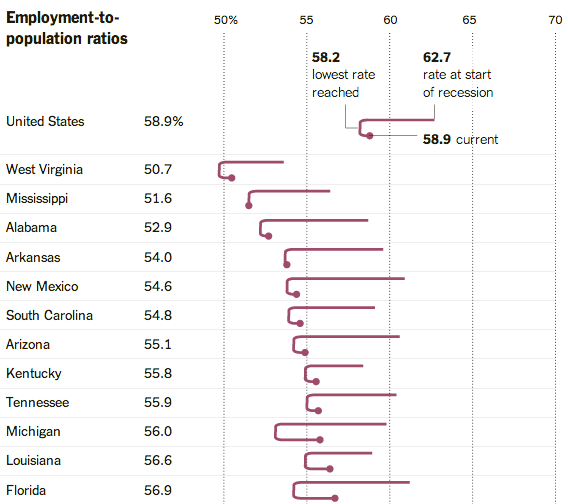 Employment-to-
population ratios
50% 55 60 65 70
58.2
lowest rate
reached
62.7
rate at start
of recession
United States 58.9%
58.9 current
West Virginia 50.7
Mississippi 51.6
Alabama 52.9
Arkansas 54.0
New Mexico 54.6
South Carolina 54.8
Arizona 55.1
Kentucky 55.8
Tennessee 55.9
Michigan 56.0
Louisiana 56.6
Florida 56.9